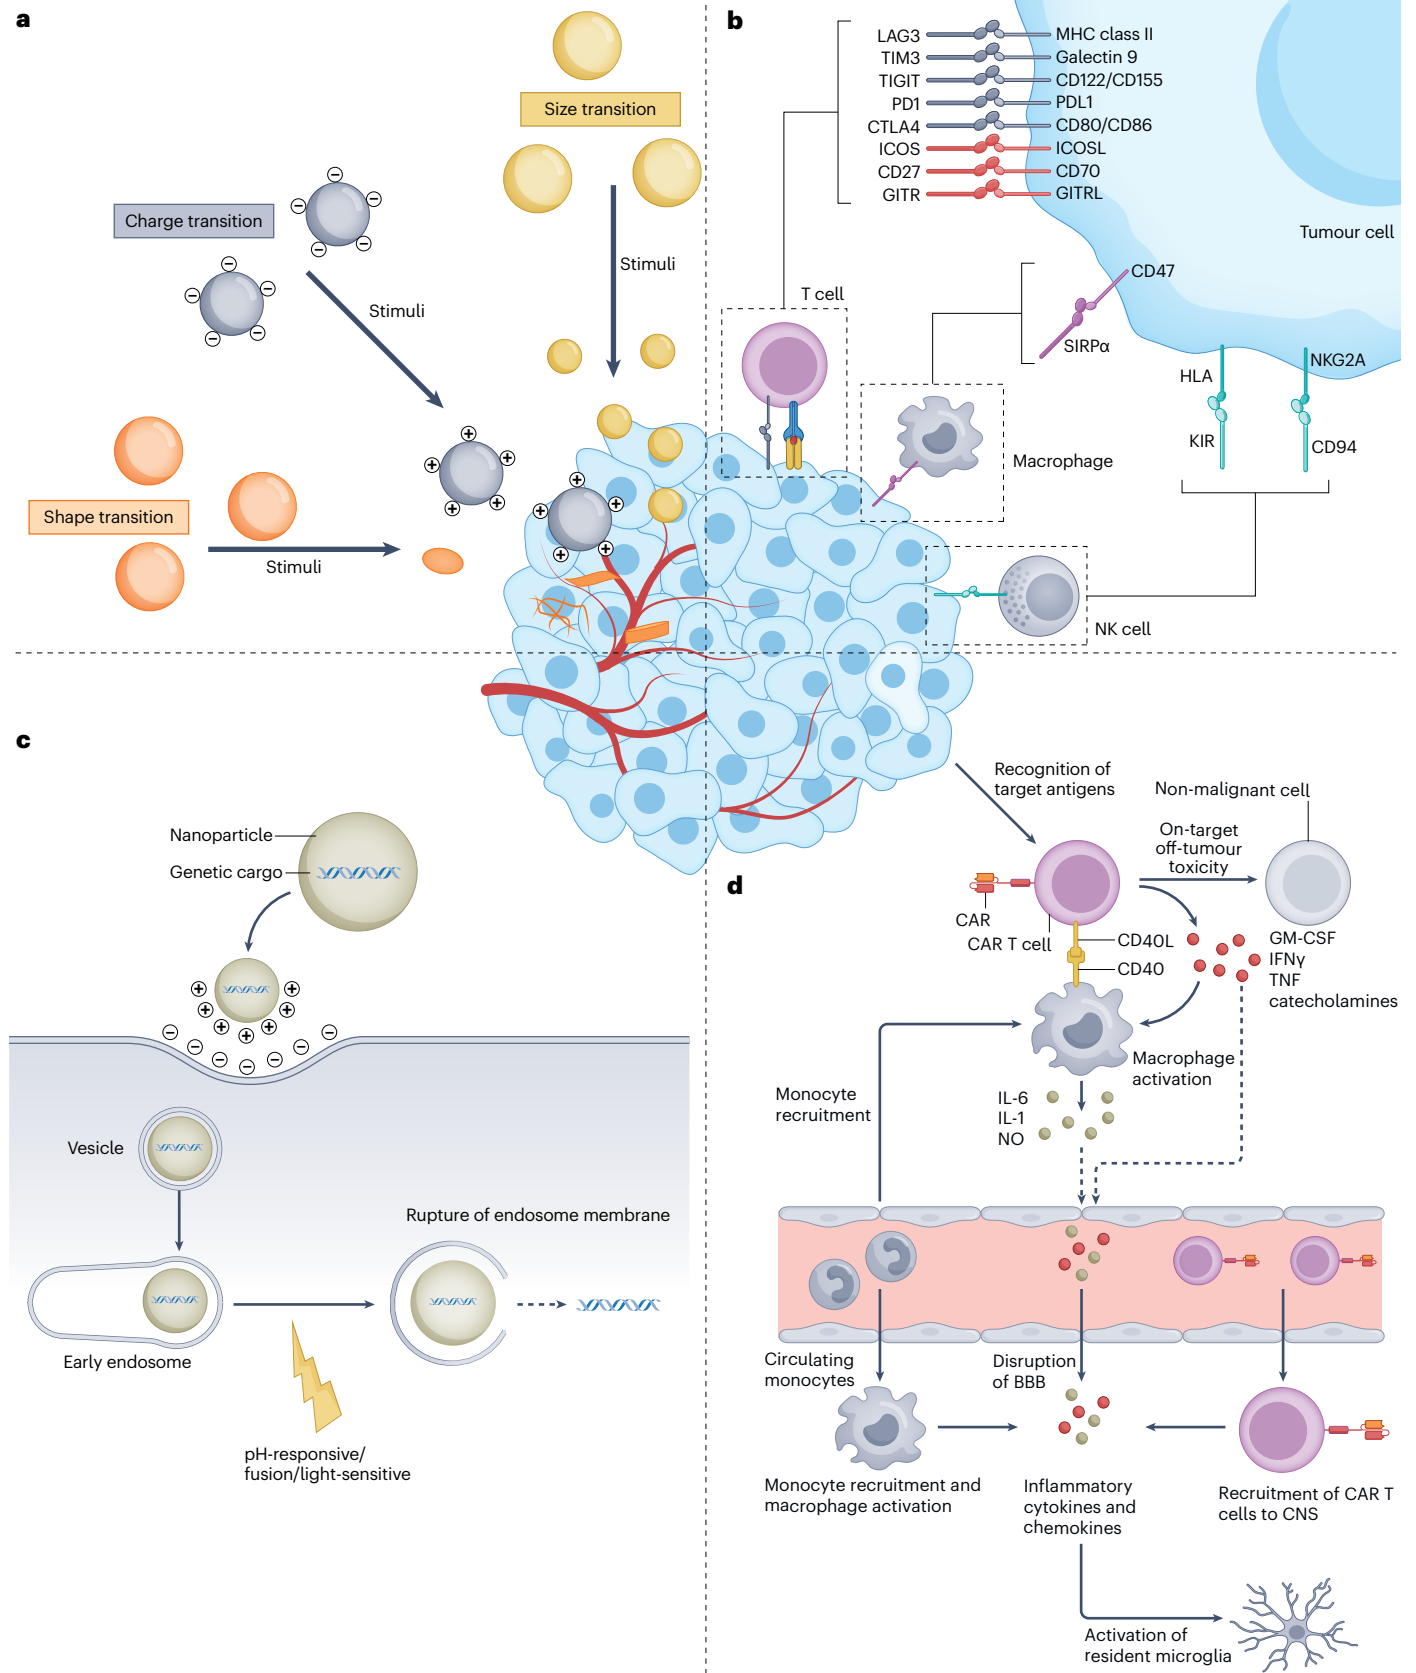 a
Size transition
Charge transition
Stimuli
Stimuli
Shape transition
Stimuli
b
LAG3
MHC class II
TIM3
Galectin 9
TIGIT
CD122/CD155
PD1
PDL1
CTLA4
CD80/CD86
ICOS
ICOSL
CD27
CD70
GITR
GITRL
Tumour cell
CD47
T cell
SIRPα
NKG2A
HLA
KIR
CD94
Macrophage
NK cell
c
Nanoparticle
Genetic cargo
Vesicle
Rupture of endosome membrane
Early endosome
pH-responsive/
fusion/light-sensitive
d
Recognition of
target antigens
Non-malignant cell
On-target
off-tumour
toxicity
CAR
CAR T cell
CD40L
CD40
GM-CSF
IFNγ
TNF
catecholamines
Macrophage
activation
Monocyte
recruitment
IL-6
IL-1
NO
Circulating
monocytes
Disruption
of BBB
Monocyte recruitment and
macrophage activation
Inflammatory
cytokines and
chemokines
Recruitment of CAR T
cells to CNS
Activation of
resident microglia